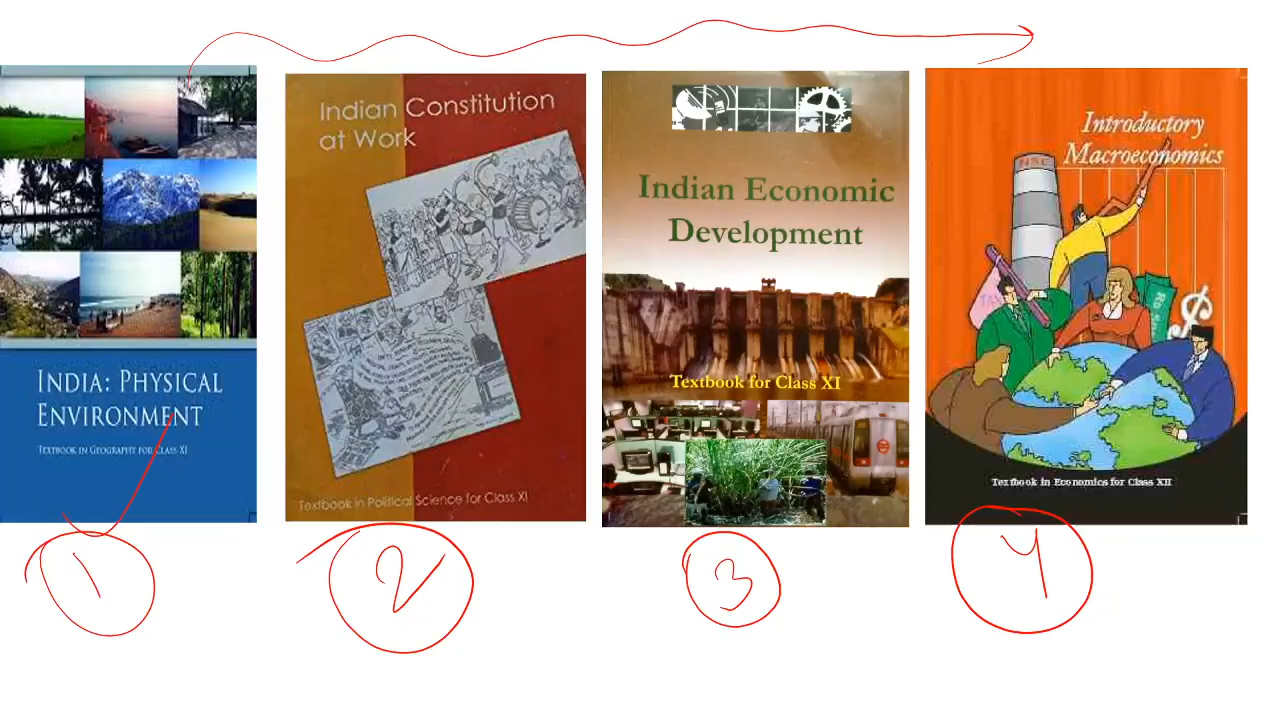 INDIA: PHYSICAL
ENVIRONMENT
TEXTBOOK IN GEOGRAPHY FOR CLASS XI
1
Indian Constitution
at Work
Textbook in Political Science for Class XI
2
Indian Economic
Development
Textbook for Class XI
3
Introductory
Macroeconomics
NSE
TAX
Textbook in Economics for Class XII
4